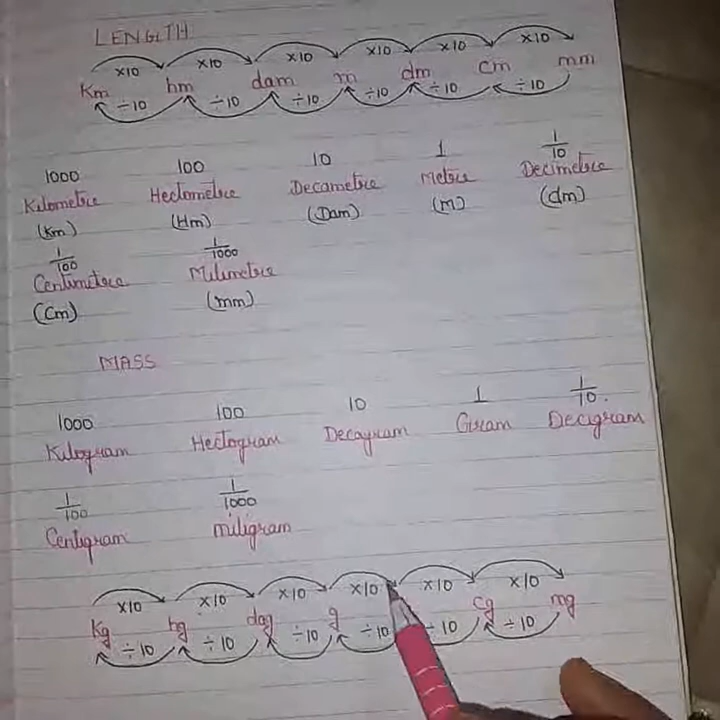 LENGTH
×10 ×10 ×10 ×10 ×10 ×10
Km hm dam m dm cm mm
÷10 ÷10 ÷10 ÷10 ÷10 ÷10
1000 100 10 1 1/10
Kilometre Hectometre Decametre Metre Decimetre
(Km) (Hm) (Dam) (M) (dm)
1/100 1/1000
Centimetre Milimetre
(Cm) (mm)
MASS
1000 100 10 1 1/10.
Kilogram Hectogram Decagram Gram Decigram
1/100 1/1000
Centigram Miligram
×10 ×10 ×10 ×10 ×10 ×10
Kg hg dag g cg mg
÷10 ÷10 ÷10 ÷10 ÷10 ÷10